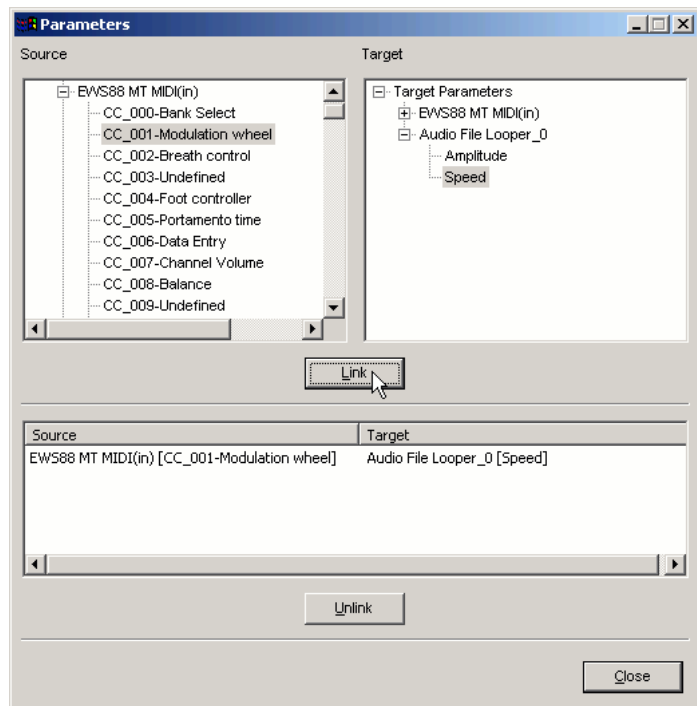 Parameters
Source
Target
EWS88 MT MIDI(in)
CC_000-Bank Select
CC_001-Modulation wheel
CC_002-Breath control
CC_003-Undefined
CC_004-Foot controller
CC_005-Portamento time
CC_006-Data Entry
CC_007-Channel Volume
CC_008-Balance
CC_009-Undefined
Target Parameters
EWS88 MT MIDI(in)
Audio File Looper_0
Amplitude
Speed
Link
Source
Target
EWS88 MT MIDI(in) [CC_001-Modulation wheel]
Audio File Looper_0 [Speed]
Unlink
Close